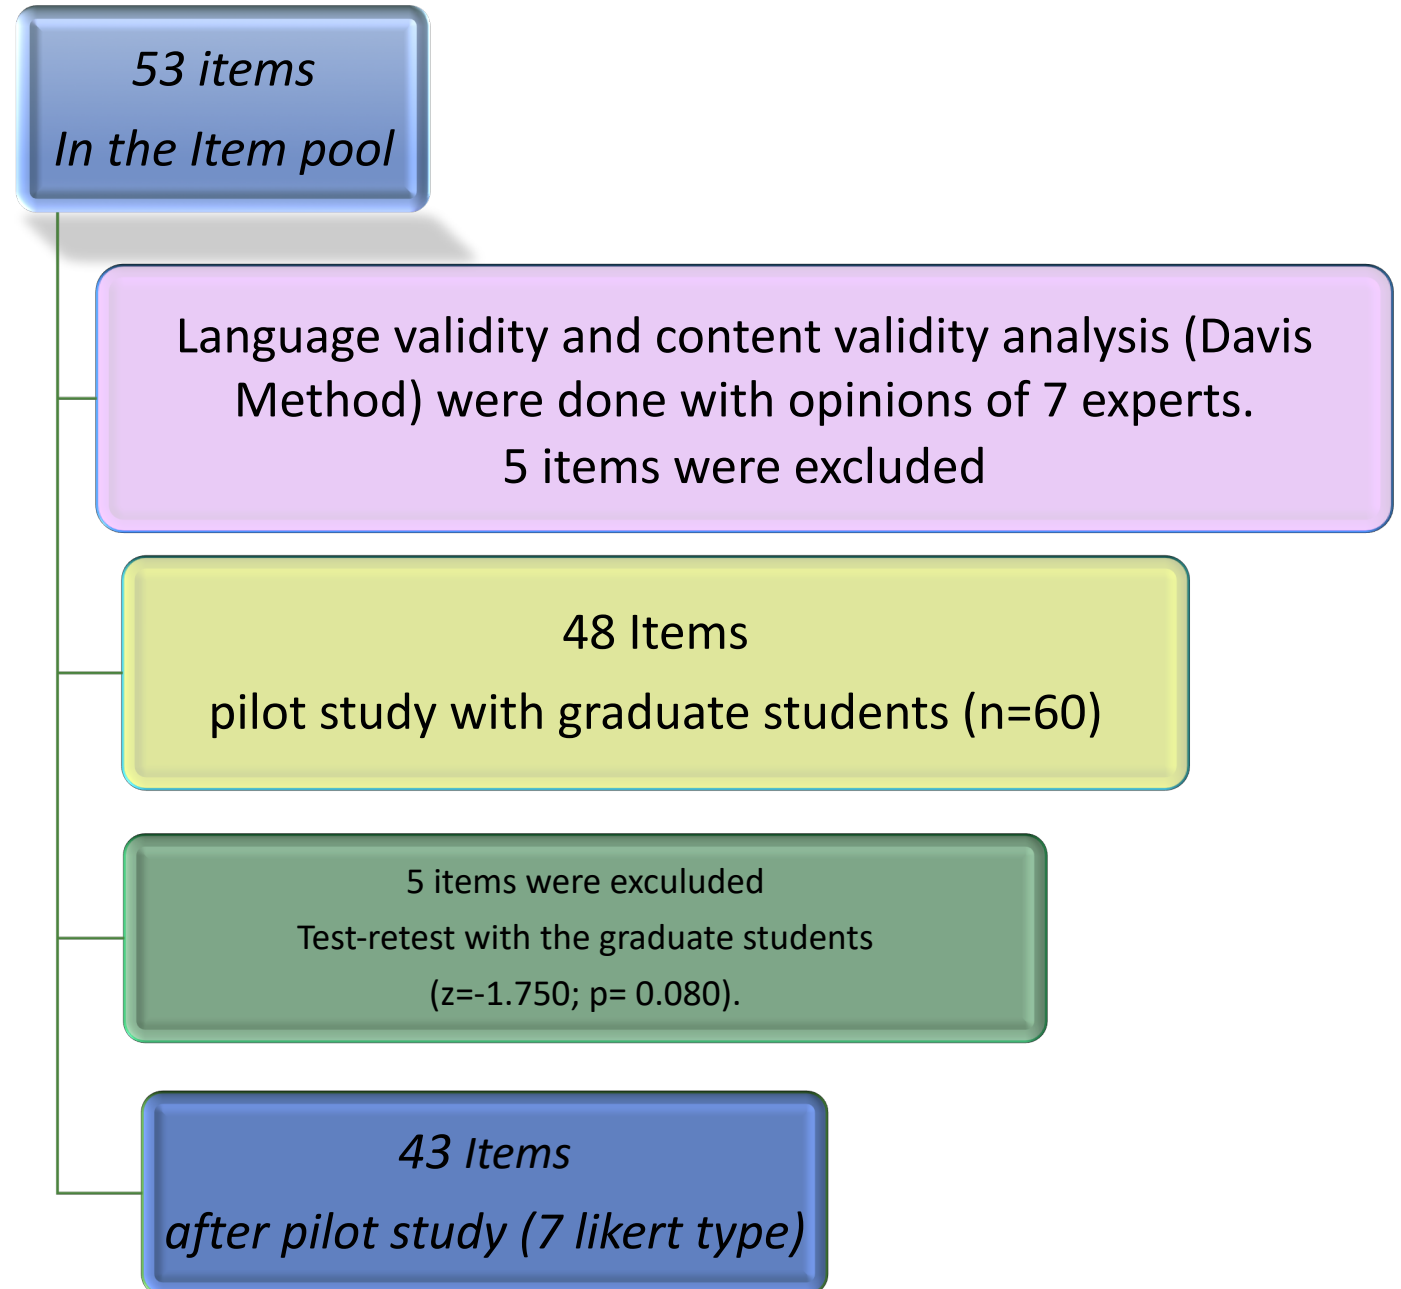 53 items
In the Item pool
Language validity and content validity analysis (Davis
Method) were done with opinions of 7 experts.
5 items were excluded
48 Items
pilot study with graduate students (n=60)
5 items were exculuded
Test-retest with the graduate students
(z=-1.750; p= 0.080).
43 Items
after pilot study (7 likert type)